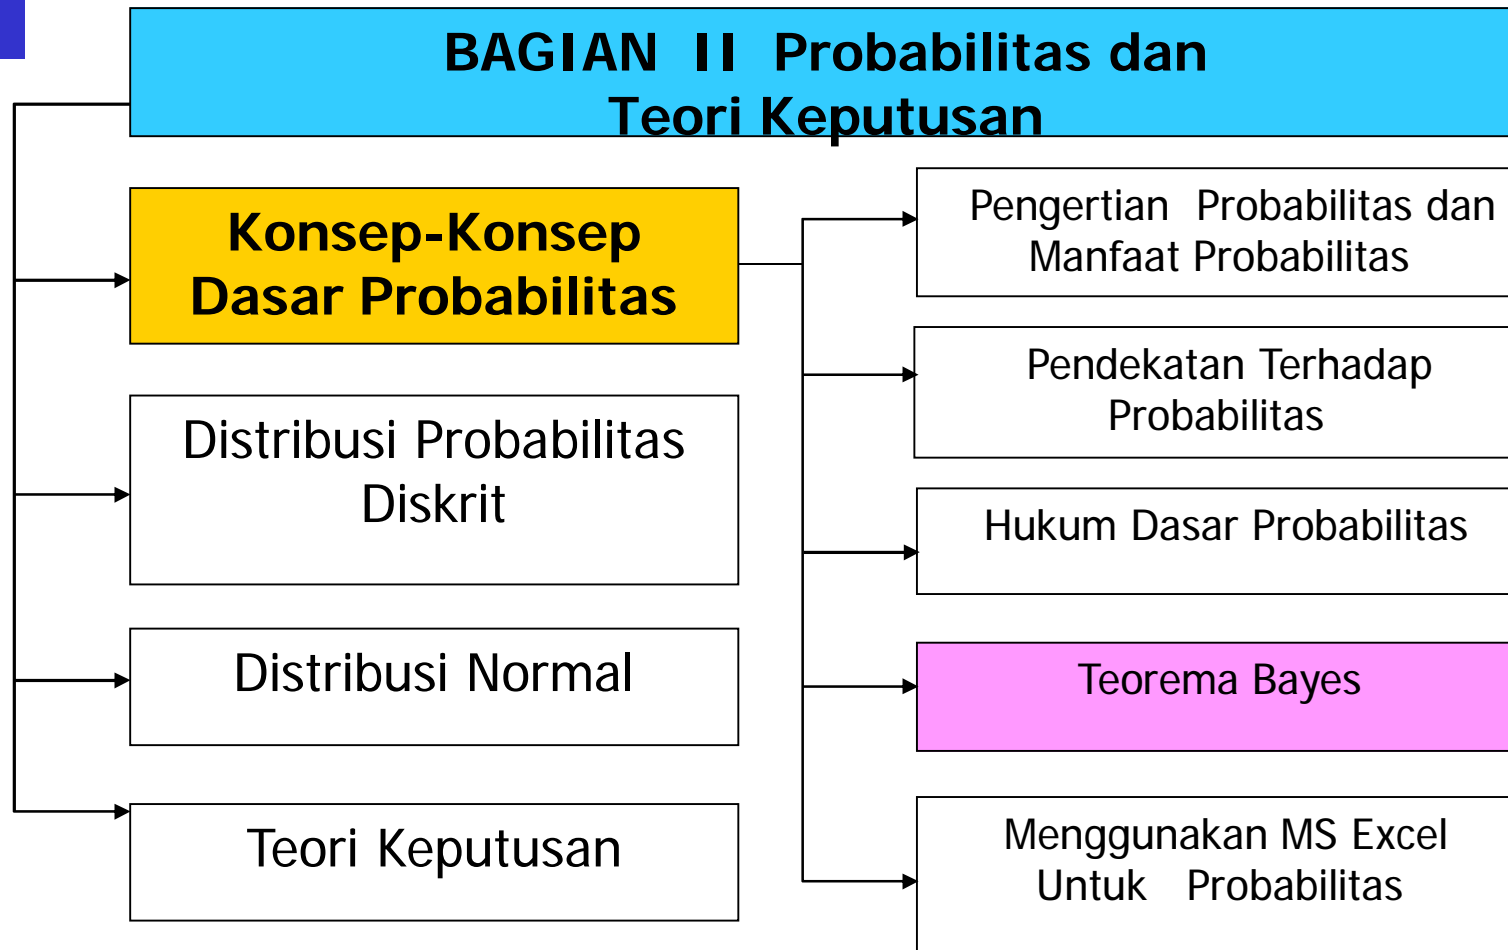 BAGIAN II Probabilitas dan
Teori Keputusan
Konsep-Konsep
Dasar Probabilitas
Distribusi Probabilitas
Diskrit
Distribusi Normal
Teori Keputusan
Pengertian Probabilitas dan
Manfaat Probabilitas
Pendekatan Terhadap
Probabilitas
Hukum Dasar Probabilitas
Teorema Bayes
Menggunakan MS Excel
Untuk Probabilitas